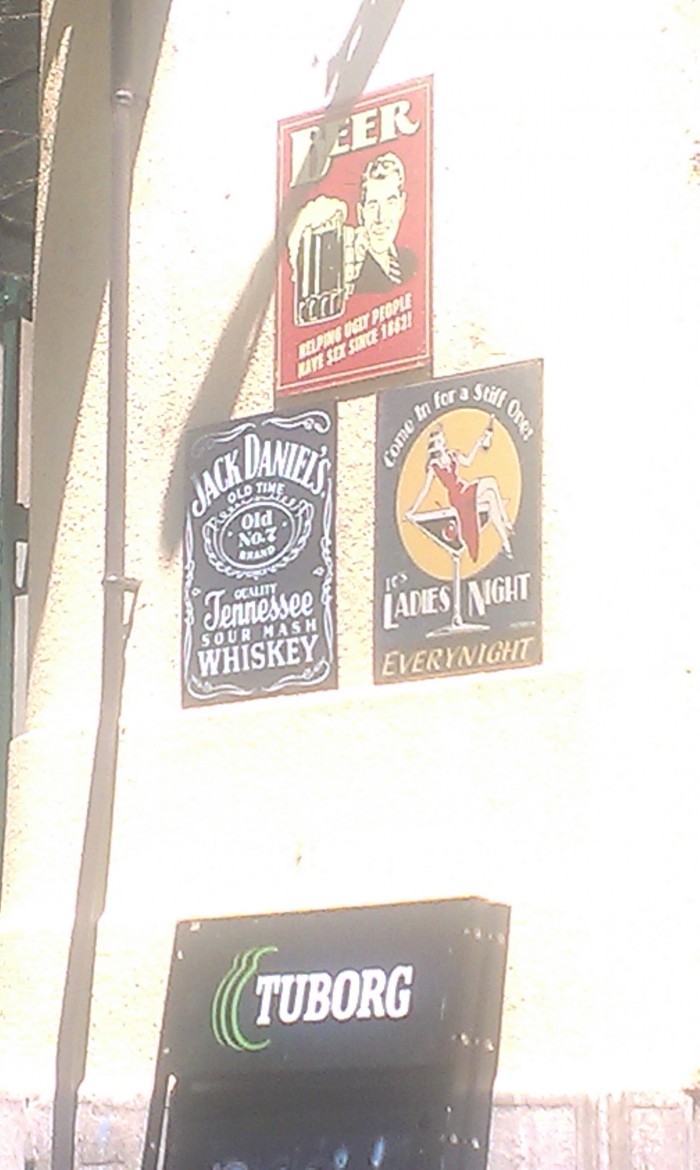 BEER
HELPING UGLY PEOPLE
HAVE SEX SINCE 1862!
JACK DANIEL'S
OLD TIME
Old
No.7
BRAND
QUALITY
Tennessee
SOUR MASH
WHISKEY
Come In for a Stiff One!
It's
LADIES NIGHT
EVERYNIGHT
TUBORG